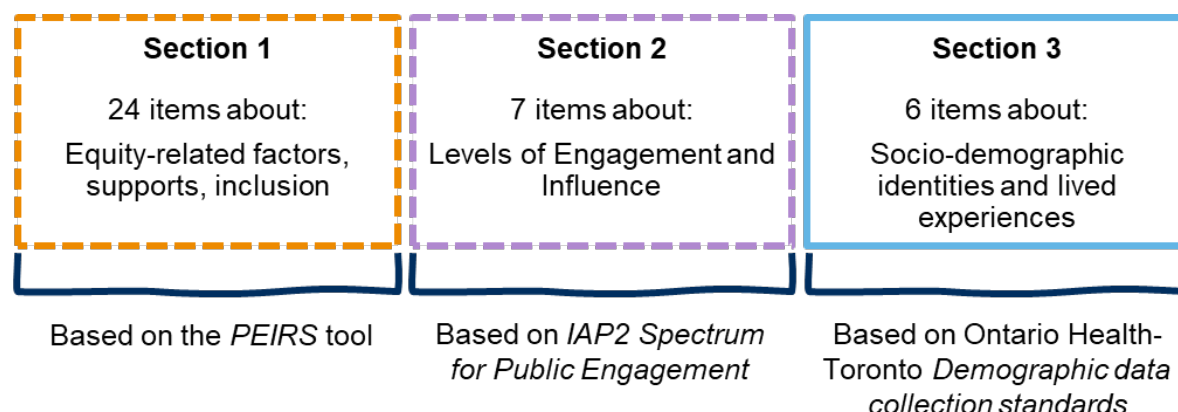 Section 1
24 items about:
Equity-related factors,
supports, inclusion
Based on the PEIRS tool
Section 2
7 items about:
Levels of Engagement and
Influence
Based on IAP2 Spectrum
for Public Engagement
Section 3
6 items about:
Socio-demographic
identities and lived
experiences
Based on Ontario Health-
Toronto Demographic data
collection standards